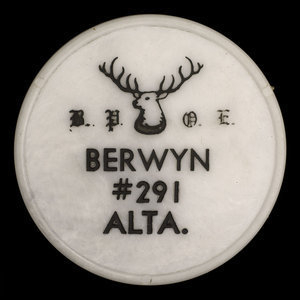 B. P. O. E.
BERWYN
#291
ALTA.